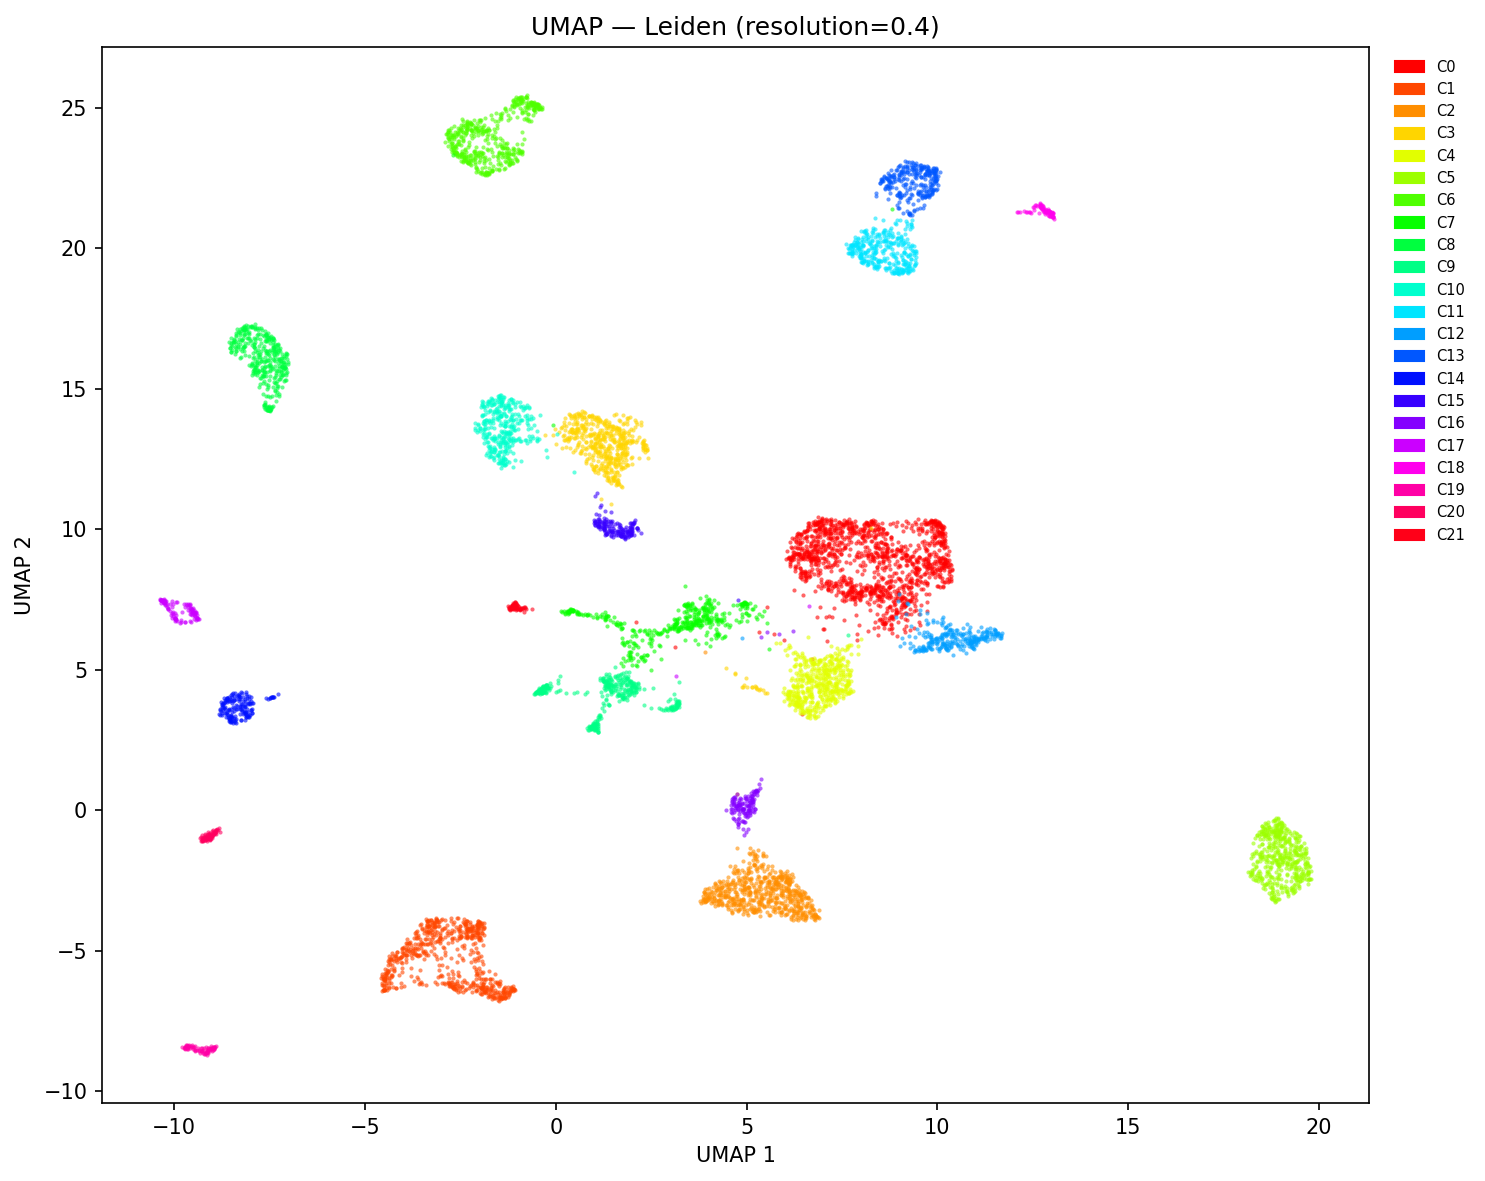 UMAP — Leiden (resolution=0.4)
UMAP 2
25
20
15
10
5
0
−5
−10
−10
−5
0
5
10
15
20
UMAP 1
C0
C1
C2
C3
C4
C5
C6
C7
C8
C9
C10
C11
C12
C13
C14
C15
C16
C17
C18
C19
C20
C21